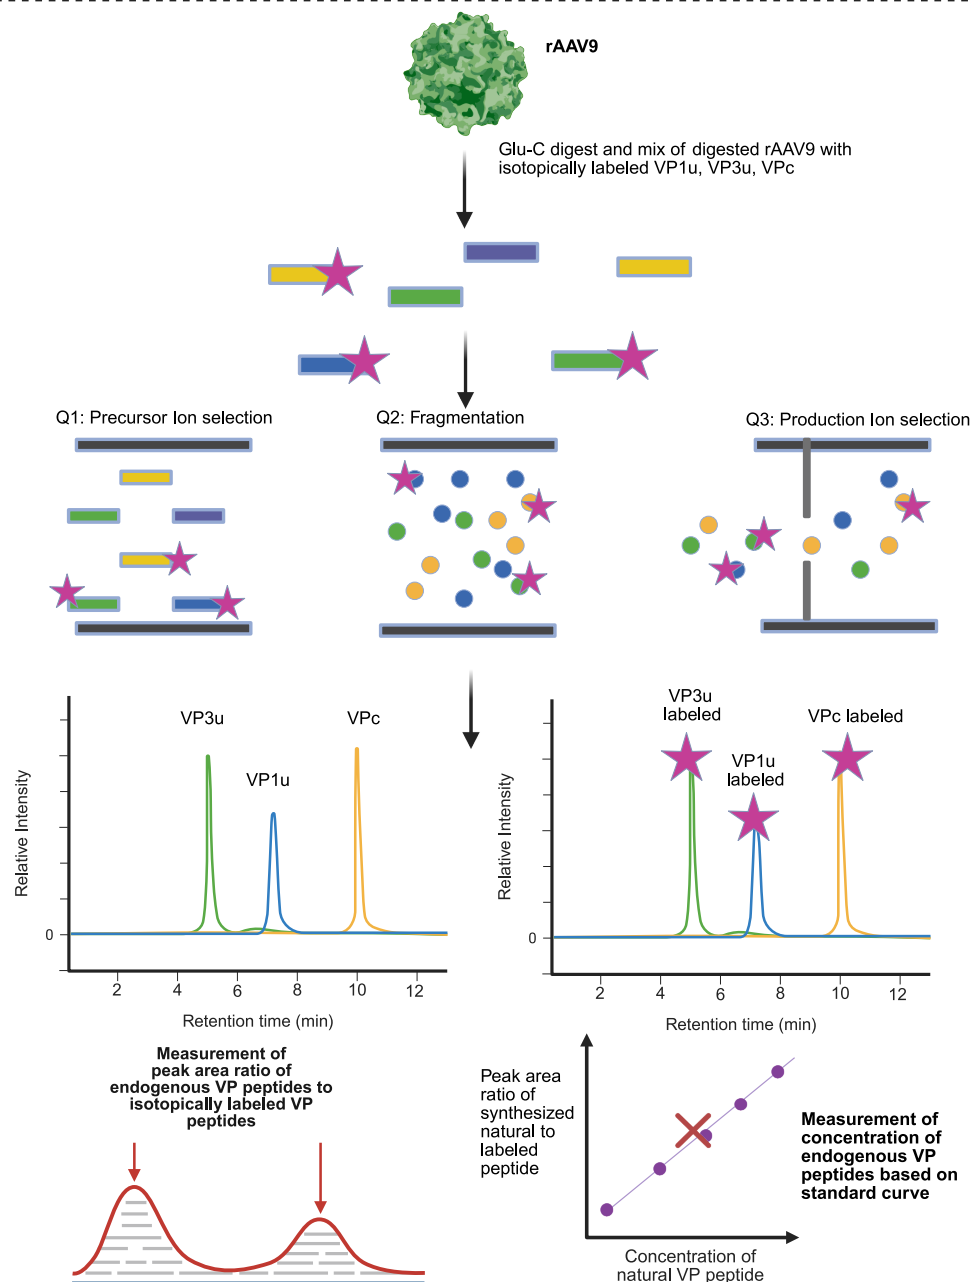 rAAV9
Glu-C digest and mix of digested rAAV9 with
isotopically labeled VP1u, VP3u, VPc
Q1: Precursor Ion selection
Q2: Fragmentation
Q3: Production Ion selection
VP3u
VPc
VP1u
Relative Intensity
0
2 4 6 8 10 12
Retention time (min)
VP3u
labeled
VPc labeled
VP1u
labeled
Relative Intensity
0
2 4 6 8 10 12
Retention time (min)
Measurement of
peak area ratio of
endogenous VP peptides to
isotopically labeled VP
peptides
Peak area
ratio of
synthesized
natural to
labeled
peptide
Concentration of
natural VP peptide
Measurement of
concentration of
endogenous VP
peptides based on
standard curve